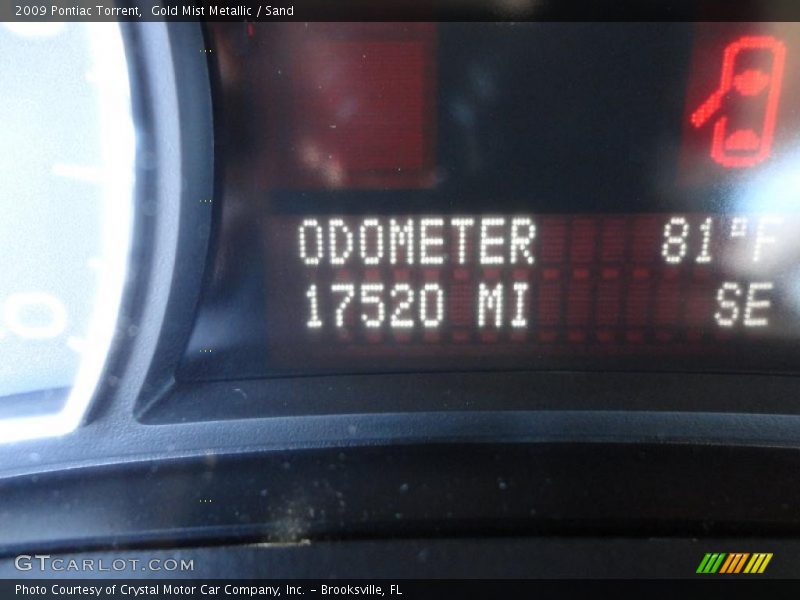 2009 Pontiac Torrent, Gold Mist Metallic / Sand
ODOMETER 81°F
17520 MI SE
GTCARLOT.COM
Photo Courtesy of Crystal Motor Car Company, Inc. - Brooksville, FL